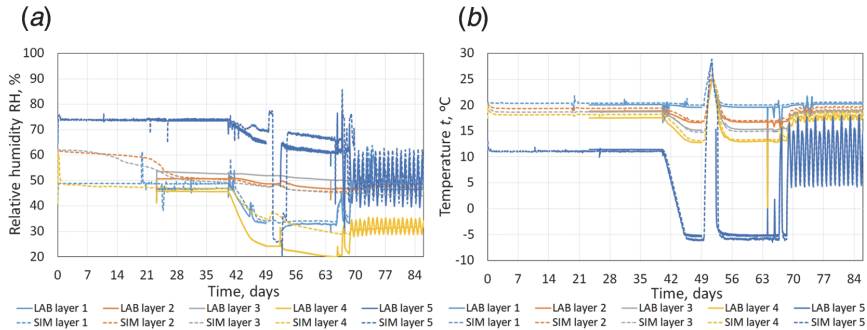 (a)
Relative humidity RH, %
100
90
80
70
60
50
40
30
20
0 7 14 21 28 35 42 49 56 63 70 77 84
Time, days
LAB layer 1 LAB layer 2 LAB layer 3 LAB layer 4 LAB layer 5
SIM layer 1 SIM layer 2 SIM layer 3 SIM layer 4 SIM layer 5
(b)
Temperature t, ºC
30
25
20
15
10
5
0
-5
-10
0 7 14 21 28 35 42 49 56 63 70 77 84
Time, days
LAB layer 1 LAB layer 2 LAB layer 3 LAB layer 4 LAB layer 5
SIM layer 1 SIM layer 2 SIM layer 3 SIM layer 4 SIM layer 5